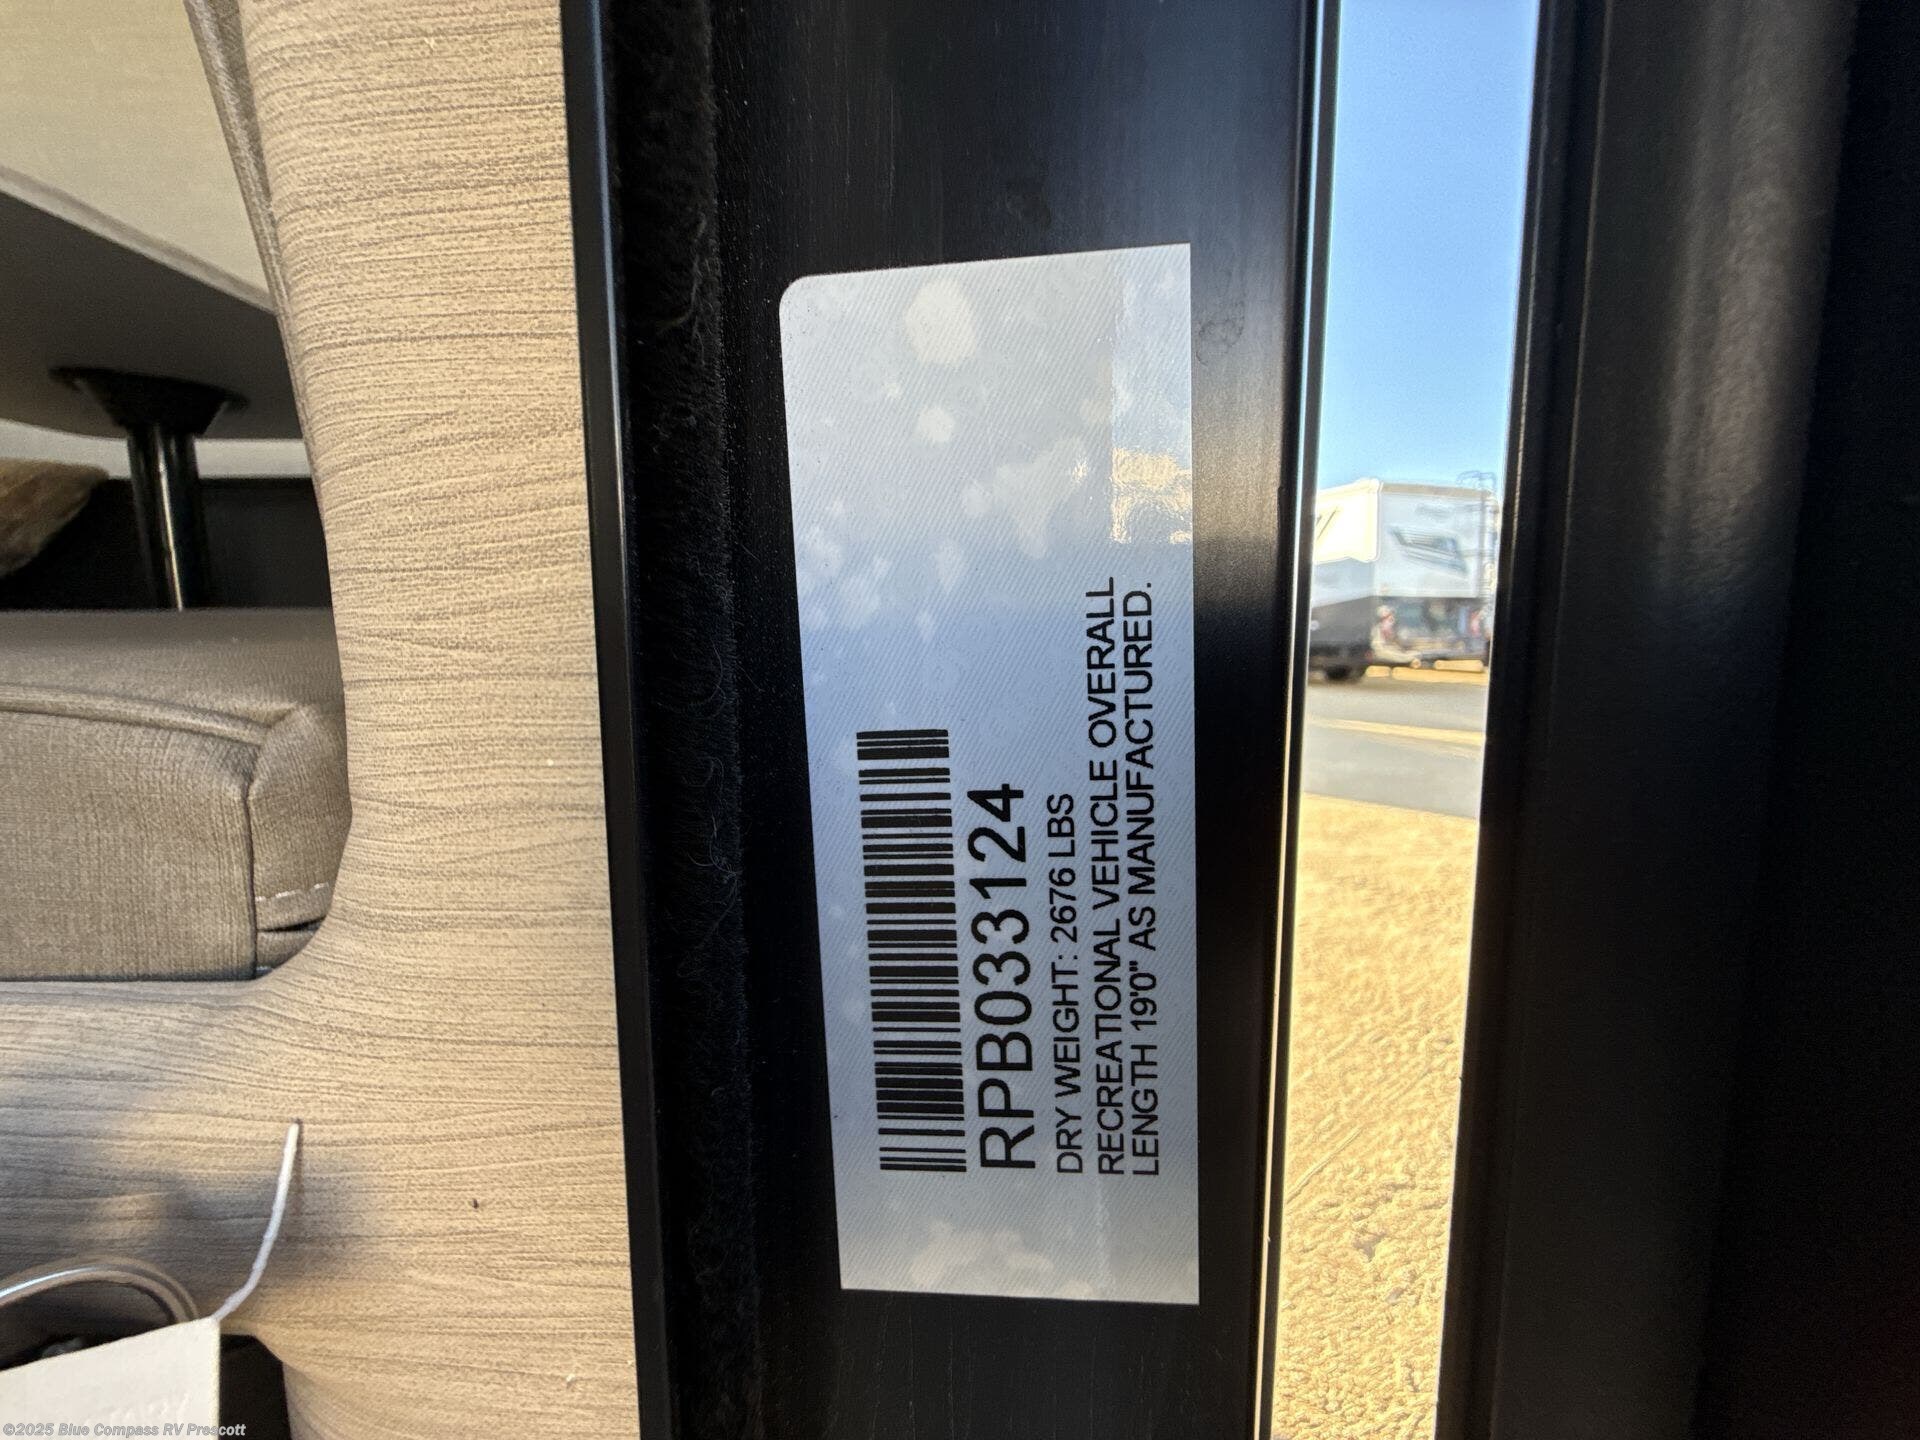 RPB033124
DRY WEIGHT: 2676 LBS
RECREATIONAL VEHICLE OVERALL
LENGTH 19'0" AS MANUFACTURED.
©2025 Blue Compass RV Prescott